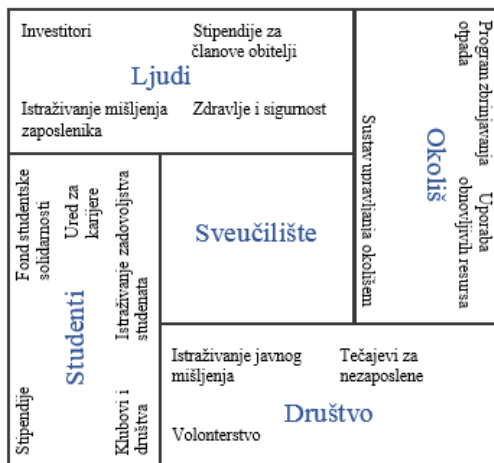 Investitori
Stipendije za
članove obitelji
Ljudi
Istraživanje mišljenja
zaposlenika
Zdravlje i sigurnost
Program zbrinjavanja
otpada
Okoliš
Uporaba
obnovljivih resursa
Sustav upravljanja okolišem
Fond studentske
solidarnosti
Ured za
karijere
Istraživanje zadovoljstva
studenata
Studenti
Stipendije
Klubovi i
društva
Sveučilište
Istraživanje javnog
mišljenja
Tečajevi za
nezaposlene
Društvo
Volonterstvo